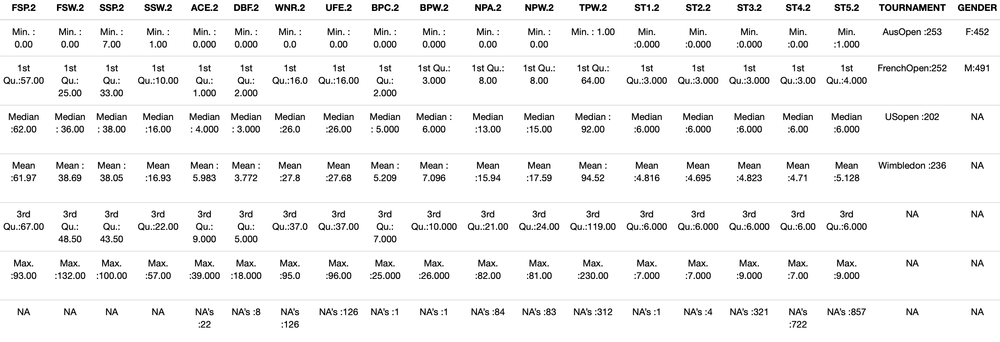 FSP.2 FSW.2 SSP.2 SSW.2 ACE.2 DBF.2 WNR.2 UFE.2 BPC.2 BPW.2 NPA.2 NPW.2 TPW.2 ST1.2 ST2.2 ST3.2 ST4.2 ST5.2 TOURNAMENT GENDER
Min. : Min. : Min. : Min. : Min. : Min. : Min. : Min. : Min. : Min. : Min. : Min. : Min. : 1.00 Min. Min. Min. Min. Min. AusOpen :253 F:452
0.00 0.00 7.00 1.00 0.000 0.000 0.0 0.00 0.000 0.000 0.00 0.00 :0.000 :0.000 :0.000 :0.00 :1.000
1st 1st 1st 1st 1st 1st 1st 1st 1st 1st Qu.: 1st Qu.: 1st Qu.: 1st Qu.: 1st 1st 1st 1st 1st FrenchOpen:252 M:491
Qu.:57.00 Qu.: Qu.: Qu.:10.00 Qu.: Qu.: Qu.:16.0 Qu.:16.00 Qu.: 3.000 8.00 8.00 64.00 Qu.:3.000 Qu.:3.000 Qu.:3.000 Qu.:3.00 Qu.:4.000
25.00 33.00 1.000 2.000 2.000
Median Median Median Median Median Median Median Median Median Median : Median Median Median : Median Median Median Median Median USopen :202 NA
:62.00 : 36.00 : 38.00 :16.00 : 4.000 : 3.000 :26.0 :26.00 : 5.000 6.000 :13.00 :15.00 92.00 :6.000 :6.000 :6.000 :6.00 :6.000
Mean Mean : Mean : Mean Mean : Mean : Mean Mean Mean : Mean : Mean Mean Mean : Mean Mean Mean Mean Mean Wimbledon :236 NA
:61.97 38.69 38.05 :16.93 5.983 3.772 :27.8 :27.68 5.209 7.096 :15.94 :17.59 94.52 :4.816 :4.695 :4.823 :4.71 :5.128
3rd 3rd 3rd 3rd 3rd 3rd 3rd 3rd 3rd 3rd 3rd 3rd 3rd 3rd 3rd 3rd 3rd 3rd NA NA
Qu.:67.00 Qu.: Qu.: Qu.:22.00 Qu.: Qu.: Qu.:37.0 Qu.:37.00 Qu.: Qu.:10.000 Qu.:21.00 Qu.:24.00 Qu.:119.00 Qu.:6.000 Qu.:6.000 Qu.:6.000 Qu.:6.00 Qu.:6.000
48.50 43.50 9.000 5.000 7.000
Max. Max. Max. Max. Max. Max. Max. Max. Max. Max. Max. Max. Max. Max. Max. Max. Max. Max. NA NA
:93.00 :132.00 :100.00 :57.00 :39.000 :18.000 :95.0 :96.00 :25.000 :26.000 :82.00 :81.00 :230.00 :7.000 :7.000 :9.000 :7.00 :9.000
NA NA NA NA NA’s NA’s :8 NA’s NA’s :126 NA’s :1 NA’s :1 NA’s :84 NA’s :83 NA’s :312 NA’s :1 NA’s :4 NA’s :321 NA’s NA’s :857 NA NA
:22 :126 :722